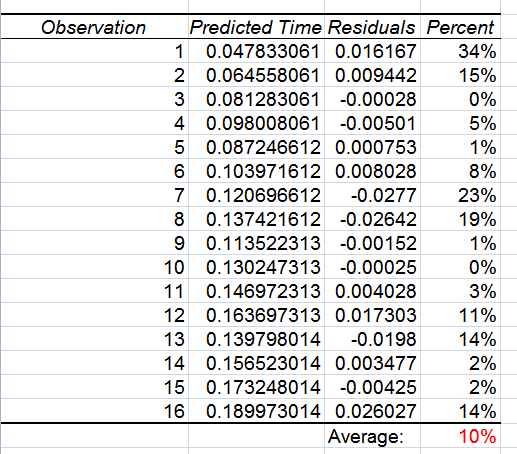 Observation Predicted Time Residuals Percent
1 0.047833061 0.016167 34%
2 0.064558061 0.009442 15%
3 0.081283061 -0.00028 0%
4 0.098008061 -0.00501 5%
5 0.087246612 0.000753 1%
6 0.103971612 0.008028 8%
7 0.120696612 -0.0277 23%
8 0.137421612 -0.02642 19%
9 0.113522313 -0.00152 1%
10 0.130247313 -0.00025 0%
11 0.146972313 0.004028 3%
12 0.163697313 0.017303 11%
13 0.139798014 -0.0198 14%
14 0.156523014 0.003477 2%
15 0.173248014 -0.00425 2%
16 0.189973014 0.026027 14%
Average: 10%